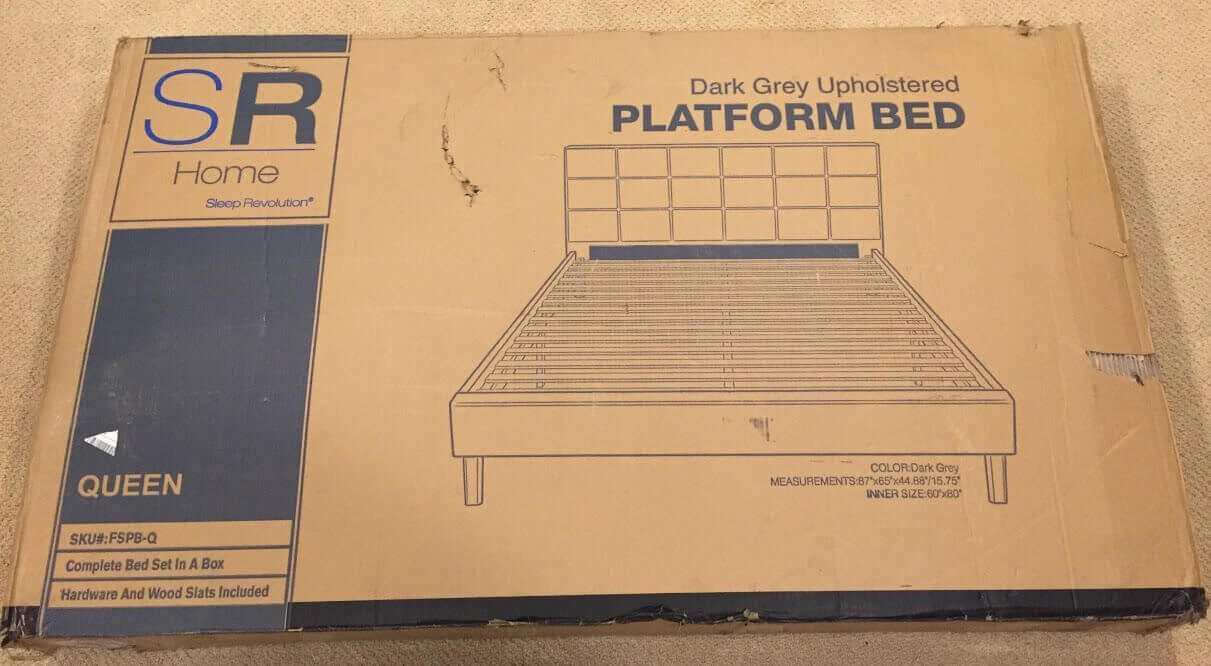 SR
Home
Sleep Revolution®
Dark Grey Upholstered
PLATFORM BED
QUEEN
SKU#:FSPB-Q
Complete Bed Set In A Box
Hardware And Wood Slats Included
COLOR:Dark Grey
MEASUREMENTS:87"x65"x44.88"/15.75"
INNER SIZE:60"x80"